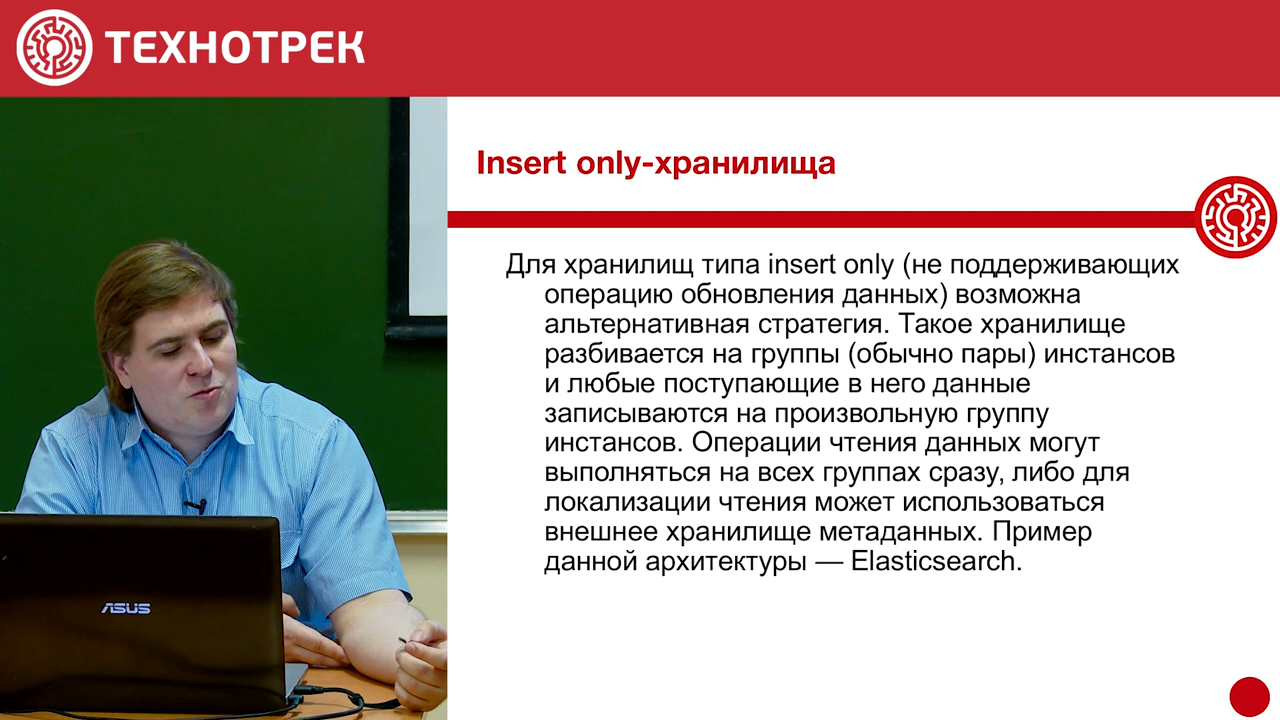 ТЕХНОТРЕК
Insert only-хранилища
Для хранилищ типа insert only (не поддерживающих
операцию обновления данных) возможна
альтернативная стратегия. Такое хранилище
разбивается на группы (обычно пары) инстансов
и любые поступающие в него данные
записываются на произвольную группу
инстансов. Операции чтения данных могут
выполняться на всех группах сразу, либо для
локализации чтения может использоваться
внешнее хранилище метаданных. Пример
данной архитектуры — Elasticsearch.
ASUS